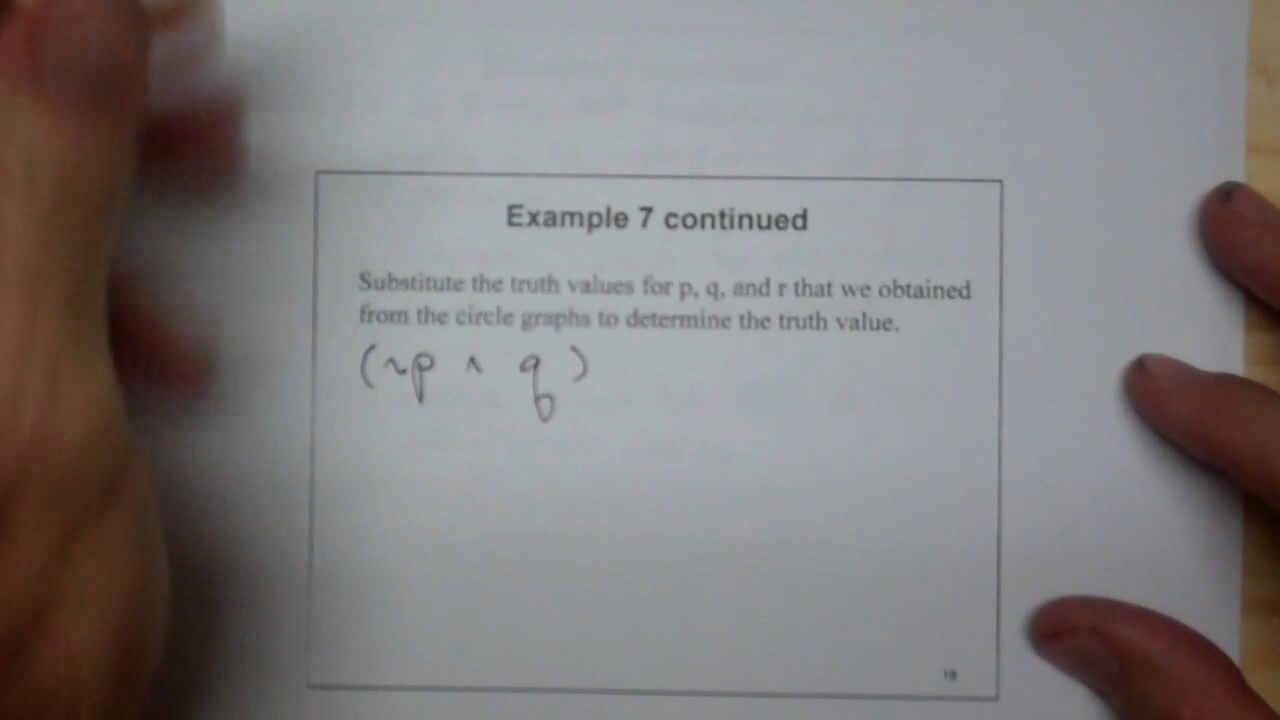 Example 7 continued
Substitute the truth values for p, q, and r that we obtained
from the circle graphs to determine the truth value.
(~p ∧ q)